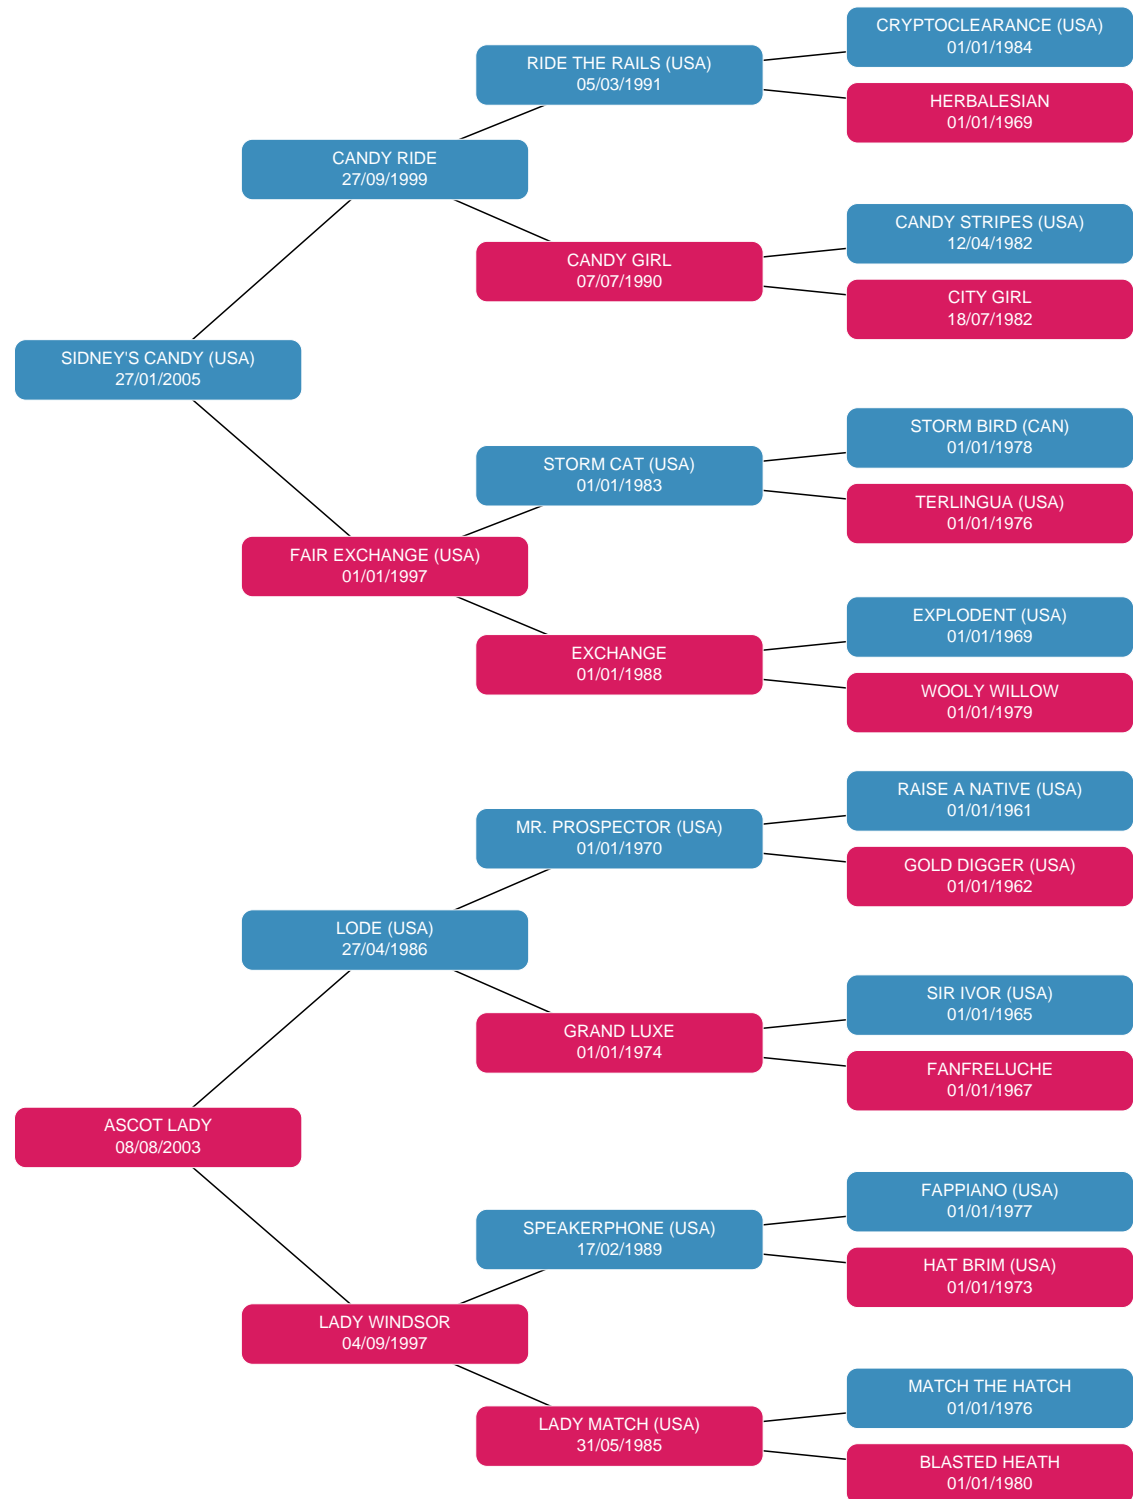 CRYPTOCLEARANCE (USA)
01/01/1984
RIDE THE RAILS (USA)
05/03/1991
HERBALESIAN
01/01/1969
CANDY RIDE
27/09/1999
CANDY STRIPES (USA)
12/04/1982
CANDY GIRL
07/07/1990
CITY GIRL
18/07/1982
SIDNEY'S CANDY (USA)
27/01/2005
STORM BIRD (CAN)
01/01/1978
STORM CAT (USA)
01/01/1983
TERLINGUA (USA)
01/01/1976
FAIR EXCHANGE (USA)
01/01/1997
EXPLODENT (USA)
01/01/1969
EXCHANGE
01/01/1988
WOOLY WILLOW
01/01/1979
RAISE A NATIVE (USA)
01/01/1961
MR. PROSPECTOR (USA)
01/01/1970
GOLD DIGGER (USA)
01/01/1962
LODE (USA)
27/04/1986
SIR IVOR (USA)
01/01/1965
GRAND LUXE
01/01/1974
FANFRELUCHE
01/01/1967
ASCOT LADY
08/08/2003
FAPPIANO (USA)
01/01/1977
SPEAKERPHONE (USA)
17/02/1989
HAT BRIM (USA)
01/01/1973
LADY WINDSOR
04/09/1997
MATCH THE HATCH
01/01/1976
LADY MATCH (USA)
31/05/1985
BLASTED HEATH
01/01/1980